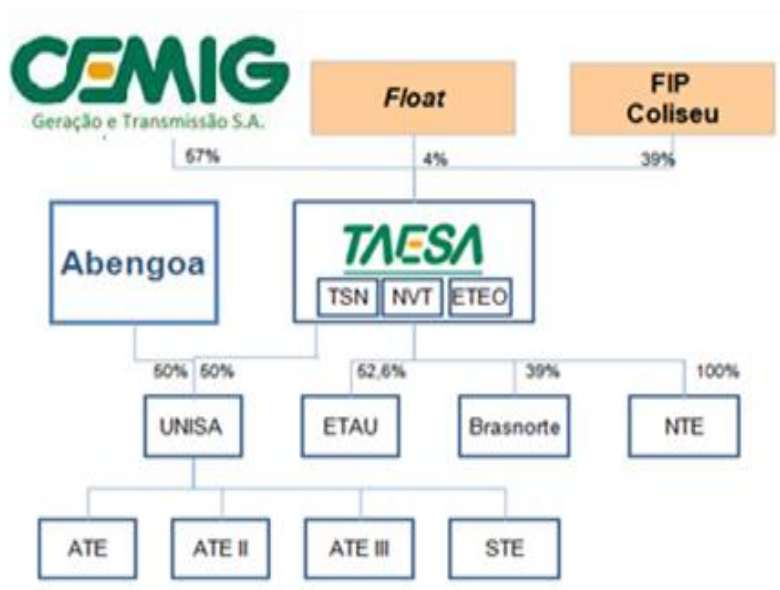 CEMIG
Geração e Transmissão S.A.
Float
FIP
Coliseu
57%
4%
39%
Abengoa
TAESA
TSN
NVT
ETEO
50%
50%
52,6%
39%
100%
UNISA
ETAU
Brasnorte
NTE
ATE
ATE II
ATE III
STE